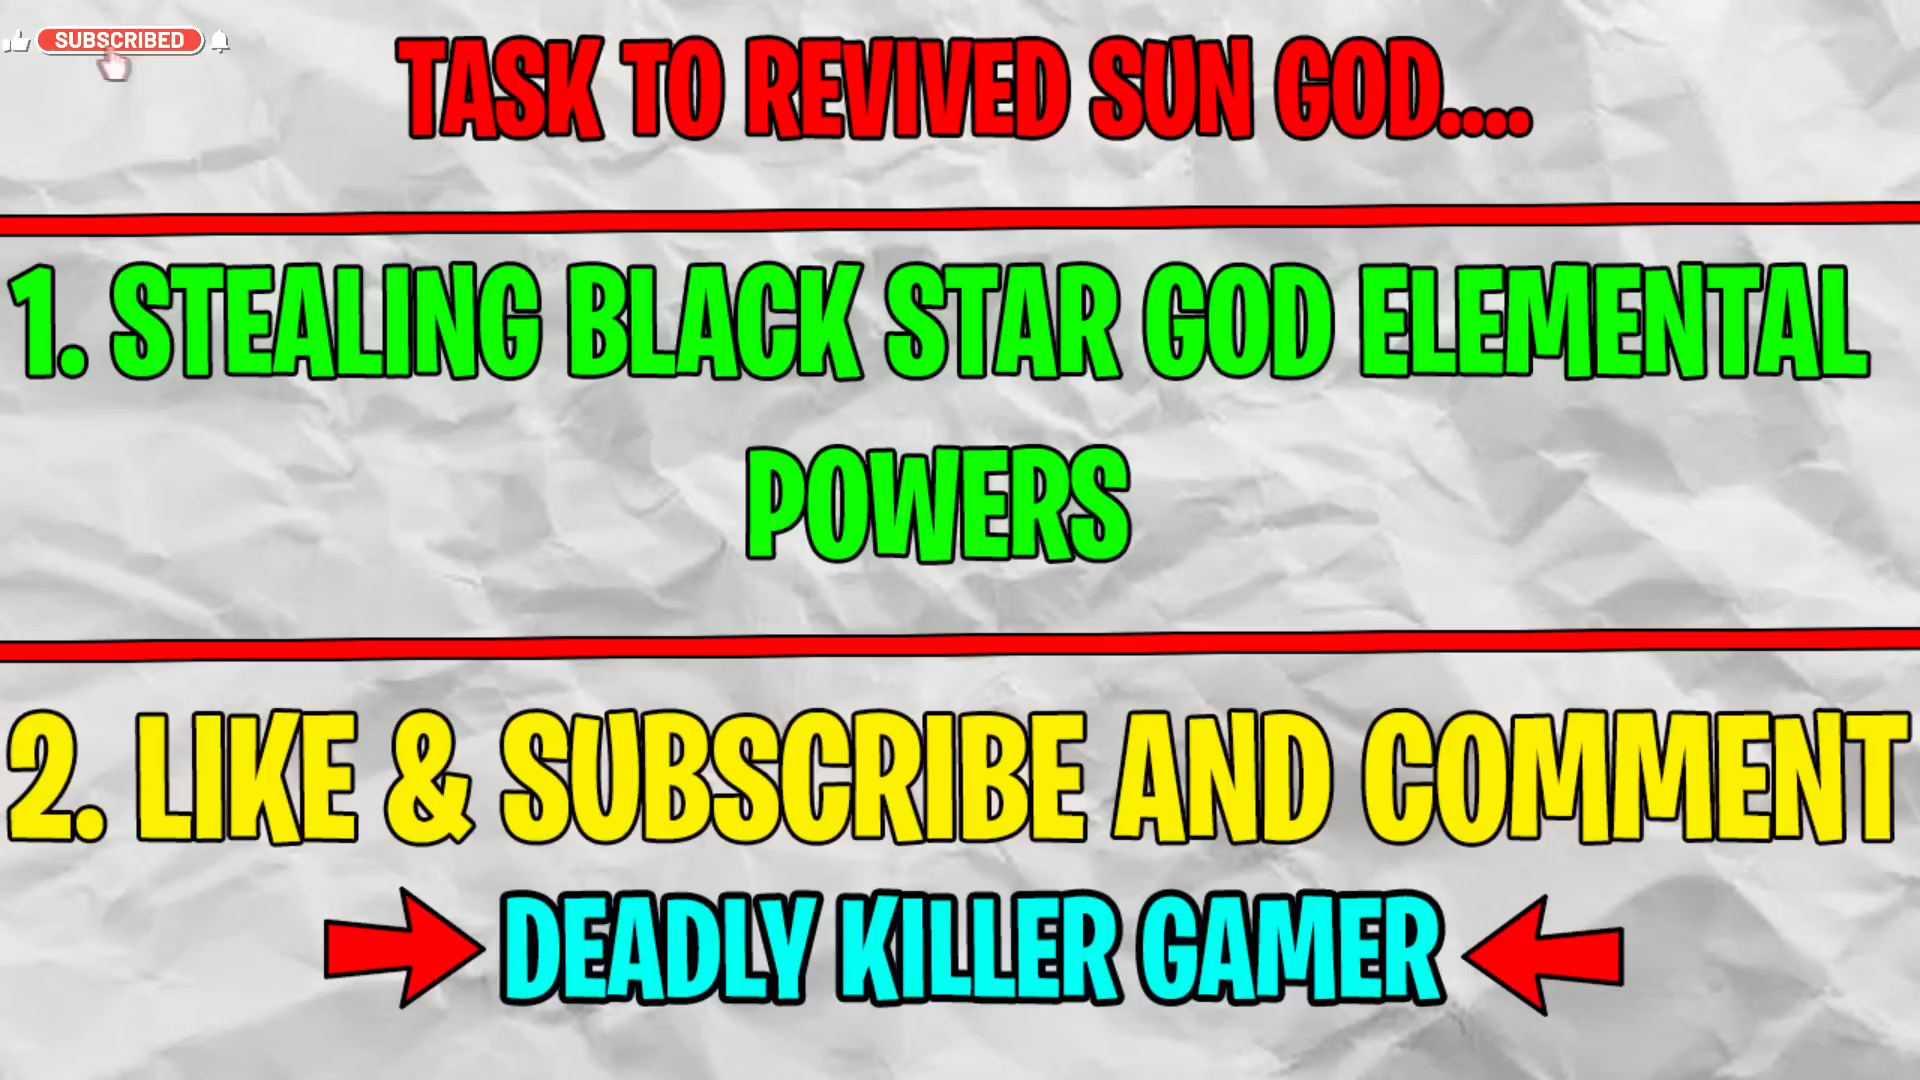 SUBSCRIBED
TASK TO REVIVED SUN GOD....
1. STEALING BLACK STAR GOD ELEMENTAL
POWERS
2. LIKE & SUBSCRIBE AND COMMENT
DEADLY KILLER GAMER